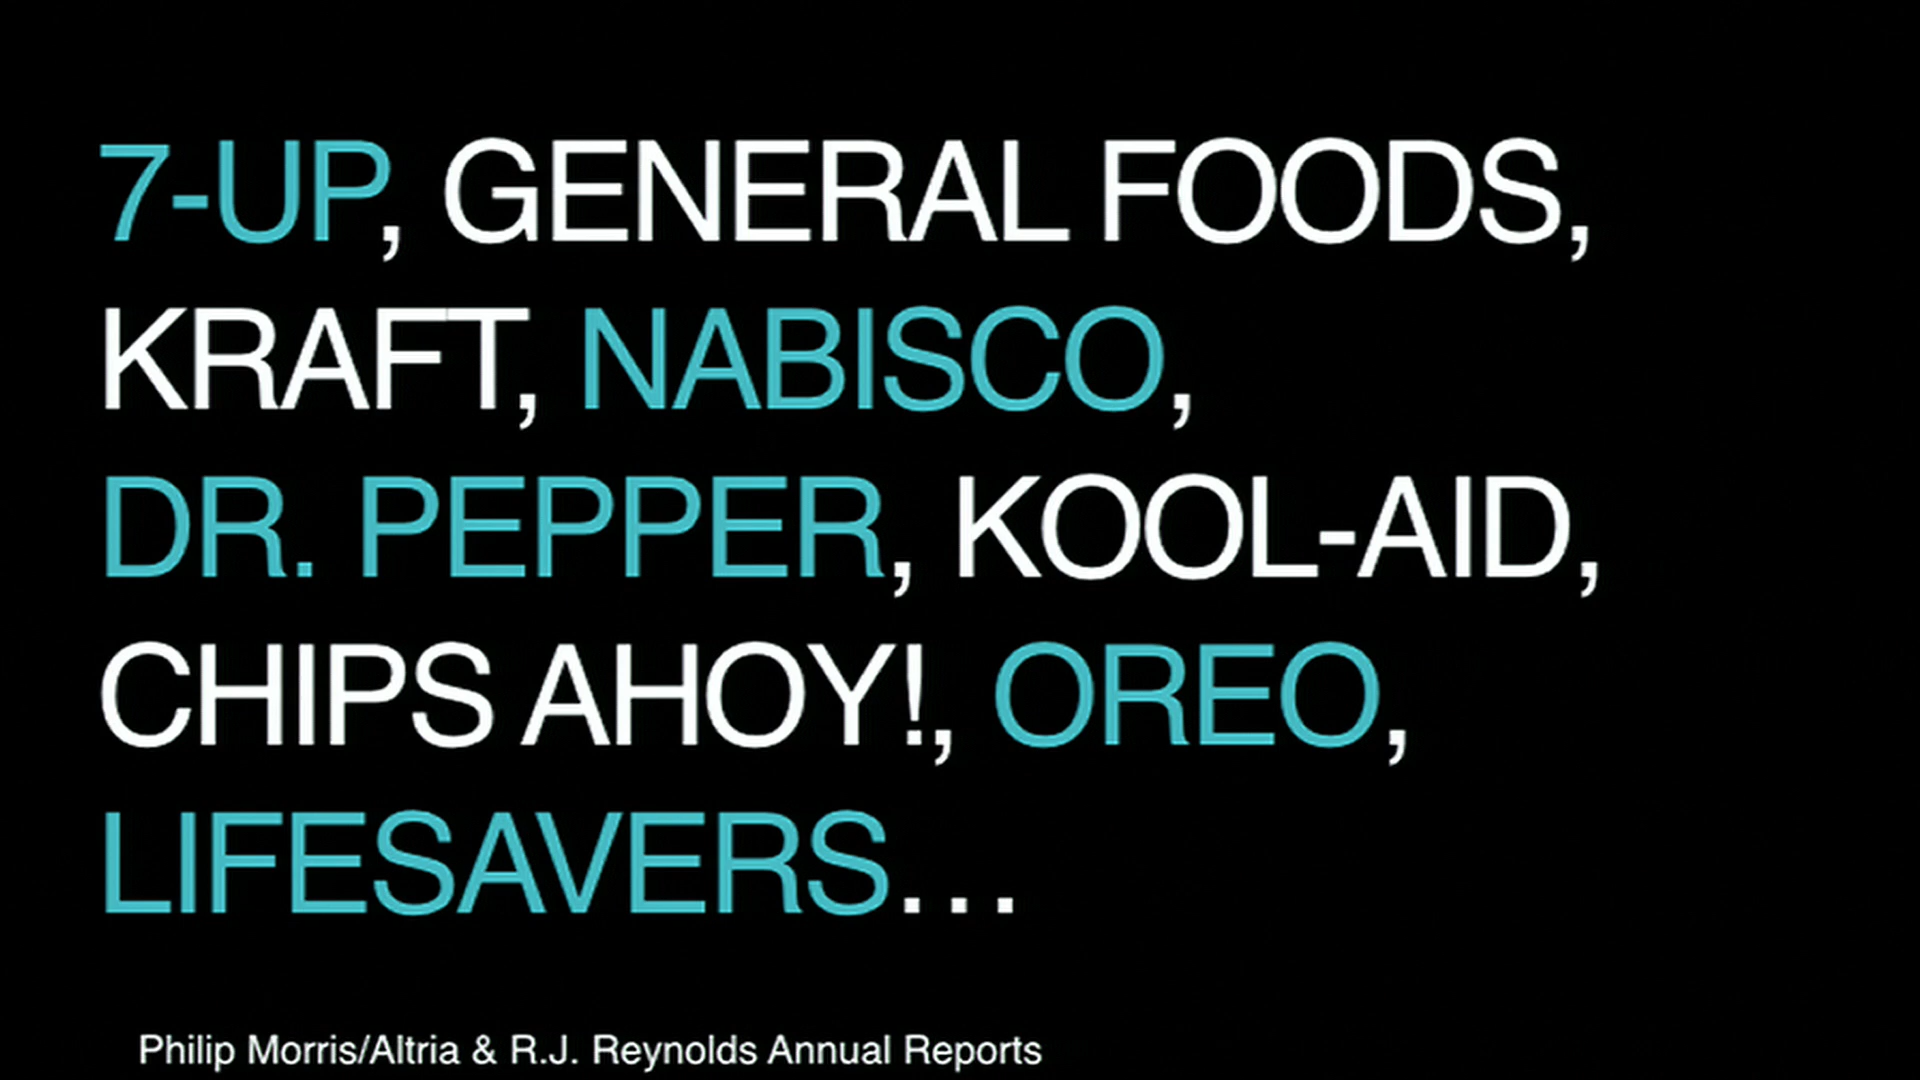 7-UP, GENERAL FOODS,
KRAFT, NABISCO,
DR. PEPPER, KOOL-AID,
CHIPS AHOY!, OREO,
LIFESAVERS...
Philip Morris/Altria & R.J. Reynolds Annual Reports